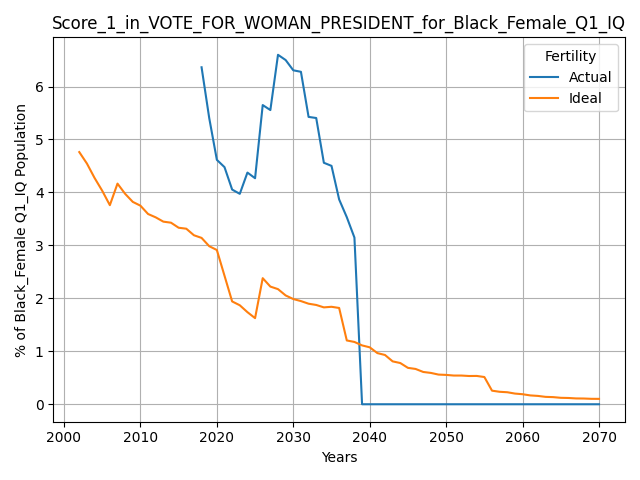 Score_1_in_VOTE_FOR_WOMAN_PRESIDENT_for_Black_Female_Q1_IQ
Fertility
Actual
Ideal
% of Black_Female Q1_IQ Population
6
5
4
3
2
1
0
2000 2010 2020 2030 2040 2050 2060 2070
Years